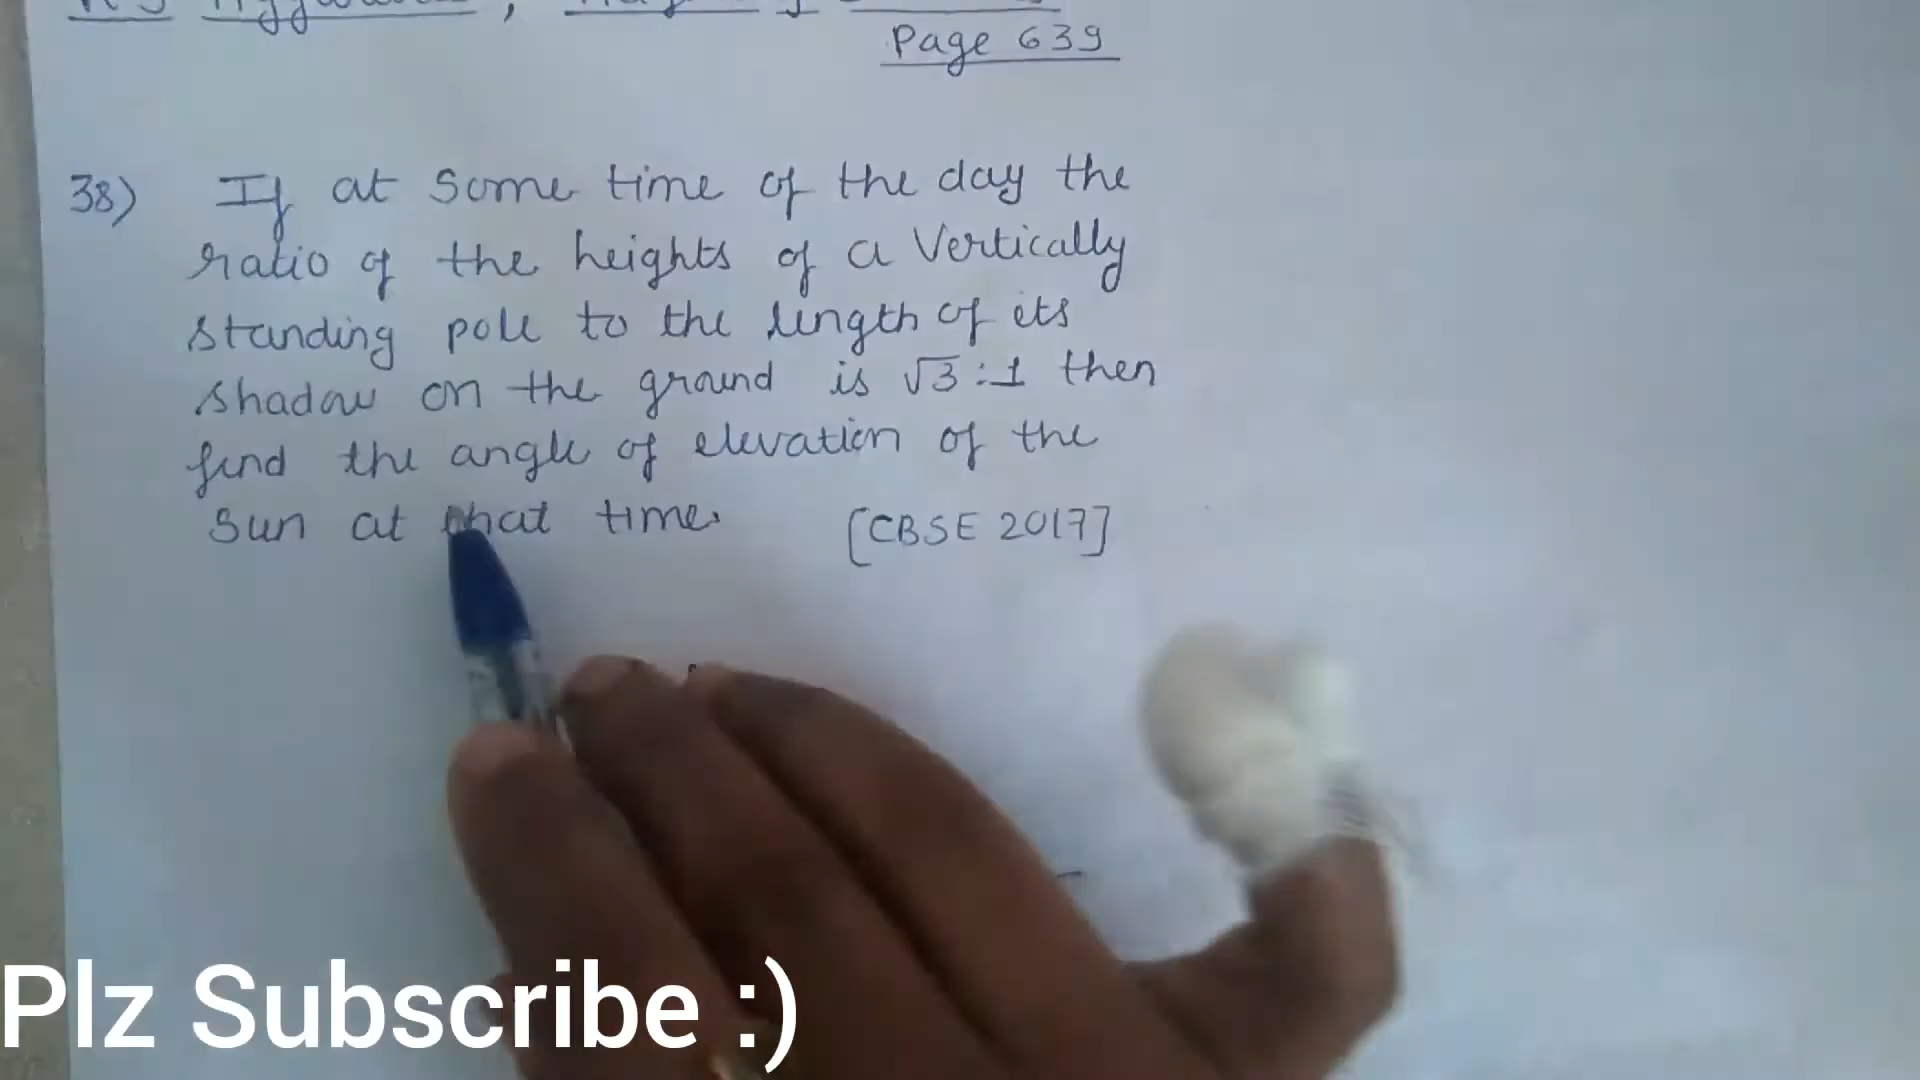 Page 639
38) If at some time of the day the
ratio of the heights of a Vertically
standing pole to the length of its
shadow on the ground is √3:1 then
find the angle of elevation of the
Sun at that time. [CBSE 2017]
Plz Subscribe :)